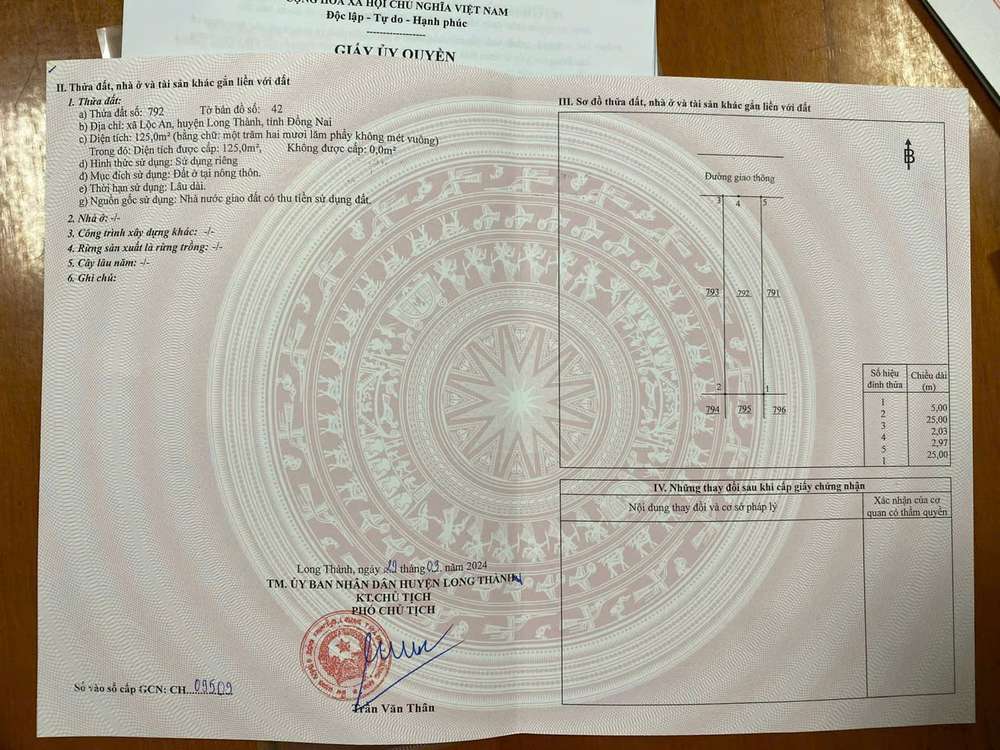 CỘNG HÒA XÃ HỘI CHỦ NGHĨA VIỆT NAM
Độc lập - Tự do - Hạnh phúc
GIẤY ỦY QUYỀN
II. Thửa đất, nhà ở và tài sản khác gắn liền với đất
1. Thửa đất:
a) Thửa đất số: 792 Tờ bản đồ số: 42
b) Địa chỉ: xã Lộc An, huyện Long Thành, tỉnh Đồng Nai
c) Diện tích: 125,0m² (bằng chữ: một trăm hai mươi lăm phẩy không mét vuông)
Trong đó: Diện tích được cấp: 125,0m², Không được cấp: 0,0m²
d) Hình thức sử dụng: Sử dụng riêng
đ) Mục đích sử dụng: Đất ở tại nông thôn.
e) Thời hạn sử dụng: Lâu dài.
g) Nguồn gốc sử dụng: Nhà nước giao đất có thu tiền sử dụng đất.
2. Nhà ở: -/-
3. Công trình xây dựng khác: -/-
4. Rừng sản xuất là rừng trồng: -/-
5. Cây lâu năm: -/-
6. Ghi chú:
Long Thành, ngày 29 tháng 03. năm 2024
TM. ỦY BAN NHÂN DÂN HUYỆN LONG THÀNH
KT.CHỦ TỊCH
PHÓ CHỦ TỊCH
Trần Văn Thân
Số vào sổ cấp GCN: CH....09509
III. Sơ đồ thửa đất, nhà ở và tài sản khác gắn liền với đất
B
Đường giao thông
3 4 5
793 792 791
2 1
794 795 796
Số hiệu đỉnh thửa Chiều dài (m)
1
5,00
2
25,00
3
2,03
4
2,97
5
25,00
1
IV. Những thay đổi sau khi cấp giấy chứng nhận
Nội dung thay đổi và cơ sở pháp lý
Xác nhận của cơ
quan có thẩm quyền